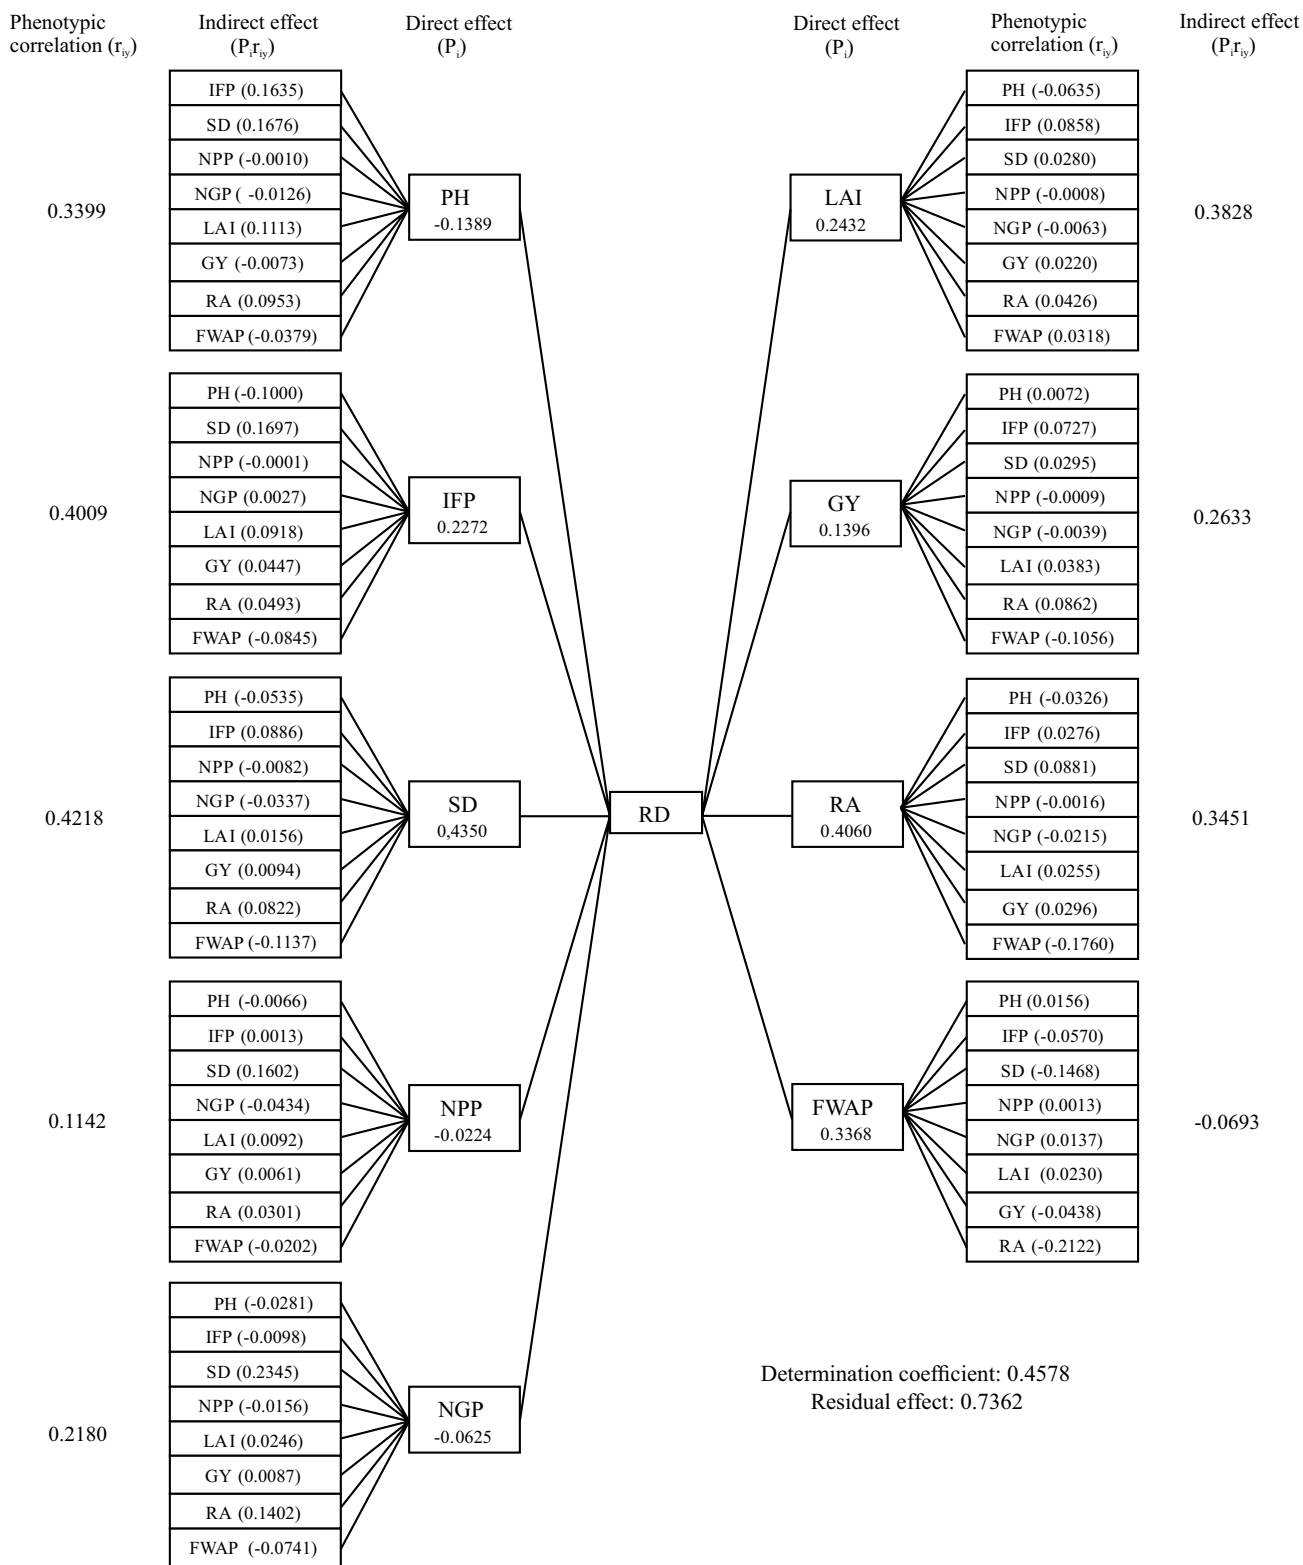 Phenotypic
correlation (riy)
Indirect effect
(Piriy)
Direct effect
(Pi)
Direct effect
(Pi)
Phenotypic
correlation (riy)
Indirect effect
(Piriy)
0.3399
IFP (0.1635)
SD (0.1676)
NPP (-0.0010)
NGP ( -0.0126)
LAI (0.1113)
GY (-0.0073)
RA (0.0953)
FWAP (-0.0379)
PH
-0.1389
0.4009
PH (-0.1000)
SD (0.1697)
NPP (-0.0001)
NGP (0.0027)
LAI (0.0918)
GY (0.0447)
RA (0.0493)
FWAP (-0.0845)
IFP
0.2272
0.4218
PH (-0.0535)
IFP (0.0886)
NPP (-0.0082)
NGP (-0.0337)
LAI (0.0156)
GY (0.0094)
RA (0.0822)
FWAP (-0.1137)
SD
0,4350
0.1142
PH (-0.0066)
IFP (0.0013)
SD (0.1602)
NGP (-0.0434)
LAI (0.0092)
GY (0.0061)
RA (0.0301)
FWAP (-0.0202)
NPP
-0.0224
0.2180
PH (-0.0281)
IFP (-0.0098)
SD (0.2345)
NPP (-0.0156)
LAI (0.0246)
GY (0.0087)
RA (0.1402)
FWAP (-0.0741)
NGP
-0.0625
RD
LAI
0.2432
PH (-0.0635)
IFP (0.0858)
SD (0.0280)
NPP (-0.0008)
NGP (-0.0063)
GY (0.0220)
RA (0.0426)
FWAP (0.0318)
0.3828
GY
0.1396
PH (0.0072)
IFP (0.0727)
SD (0.0295)
NPP (-0.0009)
NGP (-0.0039)
LAI (0.0383)
RA (0.0862)
FWAP (-0.1056)
0.2633
RA
0.4060
PH (-0.0326)
IFP (0.0276)
SD (0.0881)
NPP (-0.0016)
NGP (-0.0215)
LAI (0.0255)
GY (0.0296)
FWAP (-0.1760)
0.3451
FWAP
0.3368
PH (0.0156)
IFP (-0.0570)
SD (-0.1468)
NPP (0.0013)
NGP (0.0137)
LAI (0.0230)
GY (-0.0438)
RA (-0.2122)
-0.0693
Determination coefficient: 0.4578
Residual effect: 0.7362